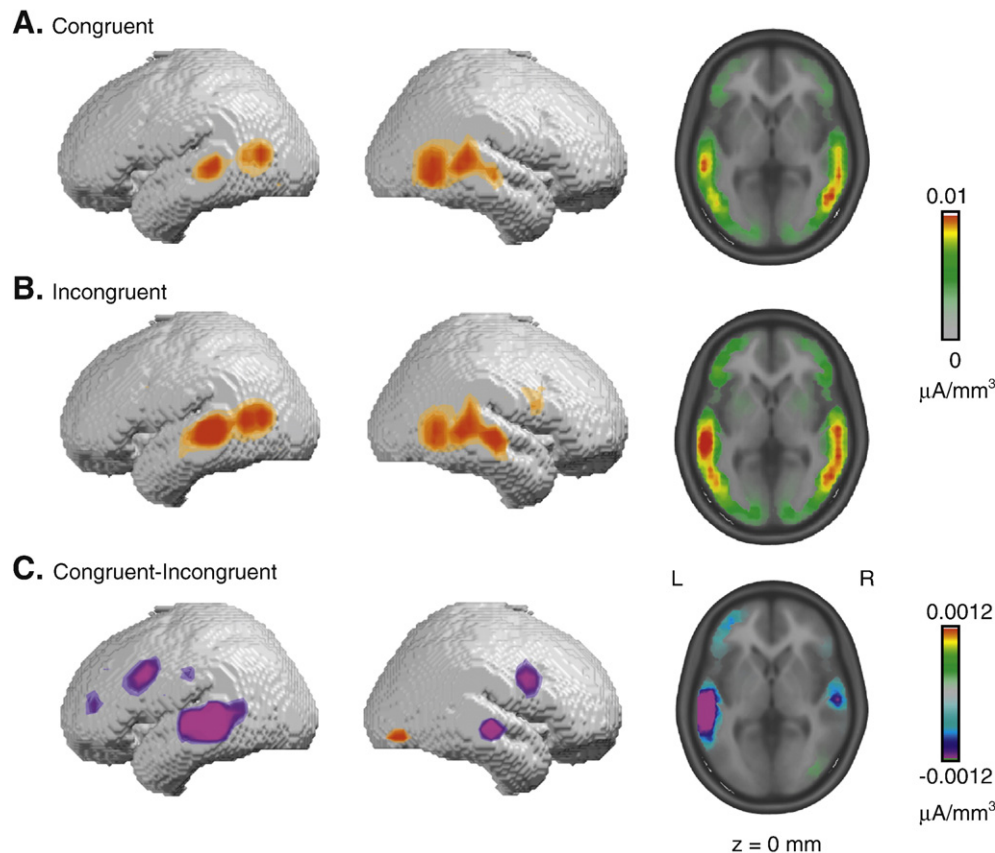 A. Congruent
0.01
0
μA/mm³
B. Incongruent
C. Congruent-Incongruent
L R
0.0012
-0.0012
μA/mm³
z = 0 mm